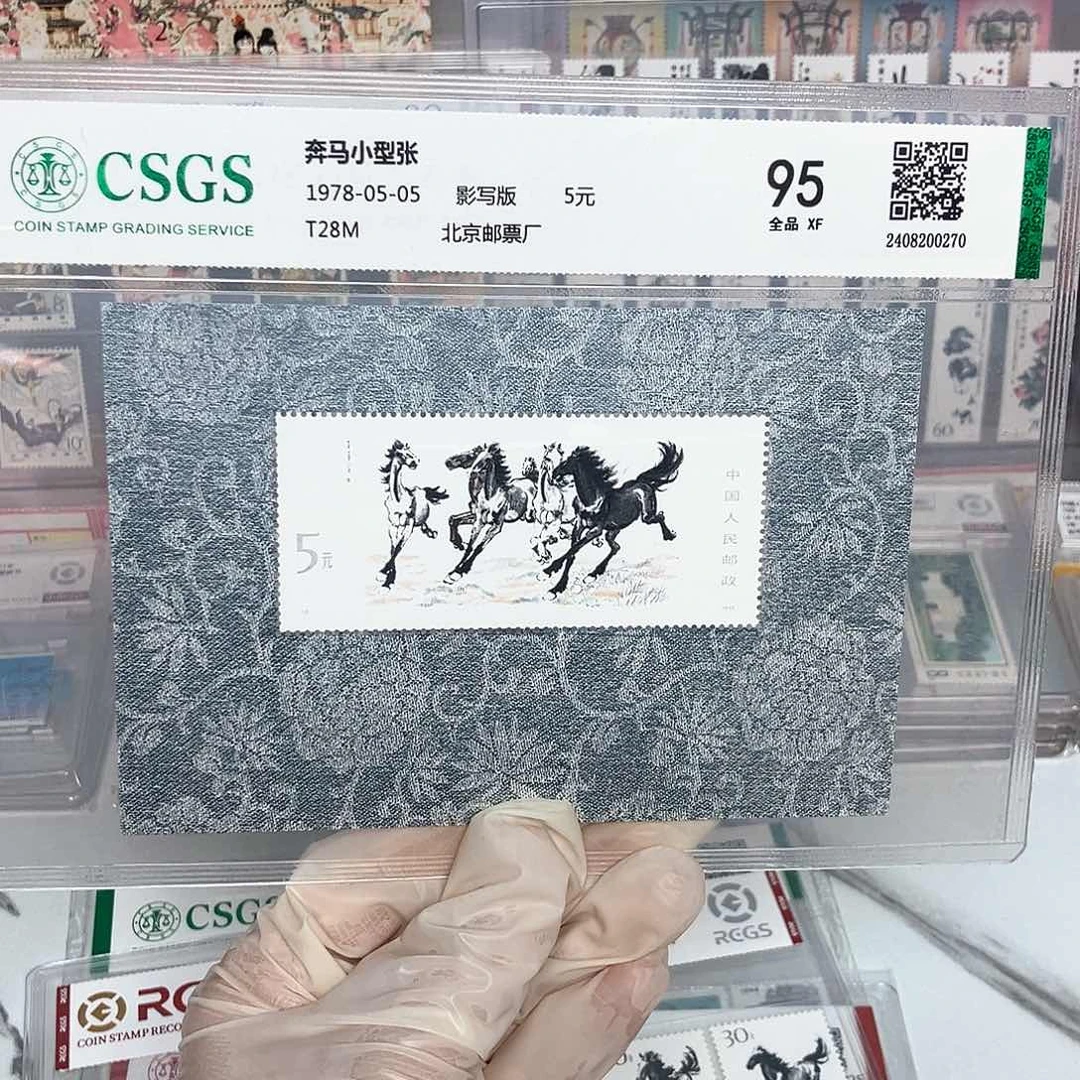 CSGS
COIN STAMP GRADING SERVICE
奔马小型张
1978-05-05 影写版 5元
T28M 北京邮票厂
95
全品 XF
2408200270
5元
中国人民邮政
60
CSGS
RCGS
COIN STAMP RECO
30